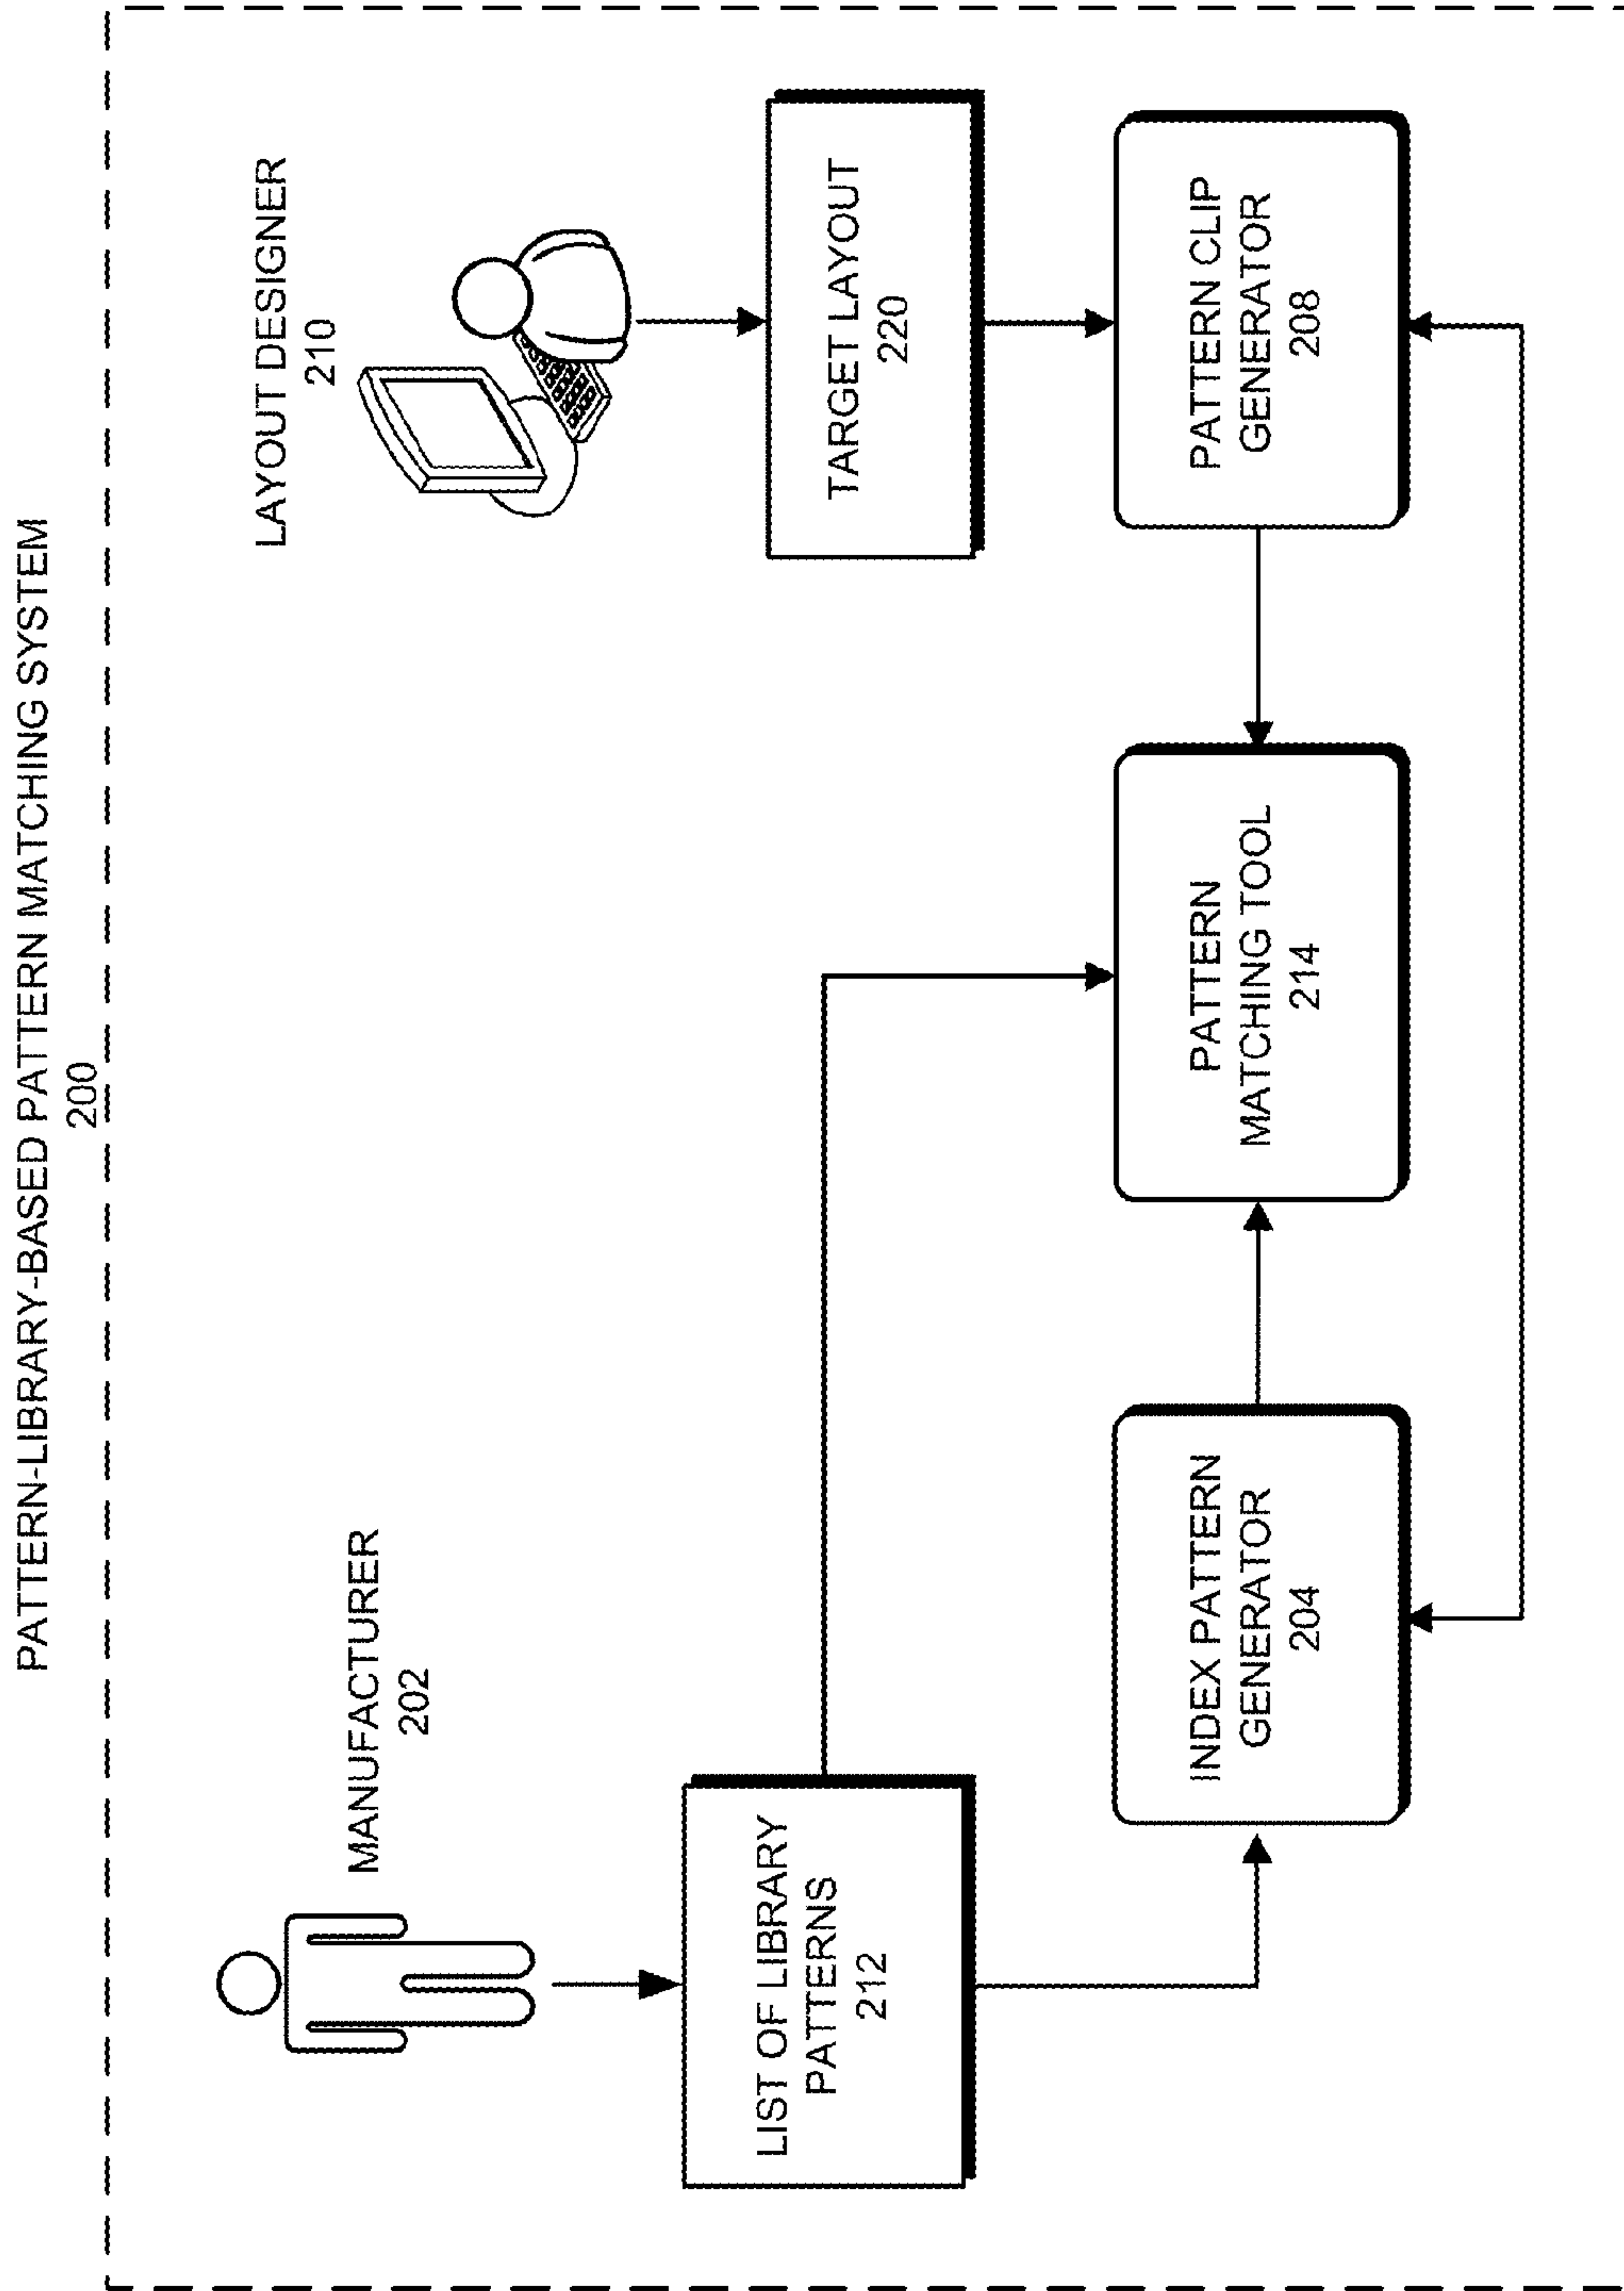 PATTERN-LIBRARY-BASED PATTERN MATCHING SYSTEM
200
MANUFACTURER
202
LAYOUT DESIGNER
210
LIST OF LIBRARY
PATTERNS
212
TARGET LAYOUT
220
INDEX PATTERN
GENERATOR
204
PATTERN
MATCHING TOOL
214
PATTERN CLIP
GENERATOR
208